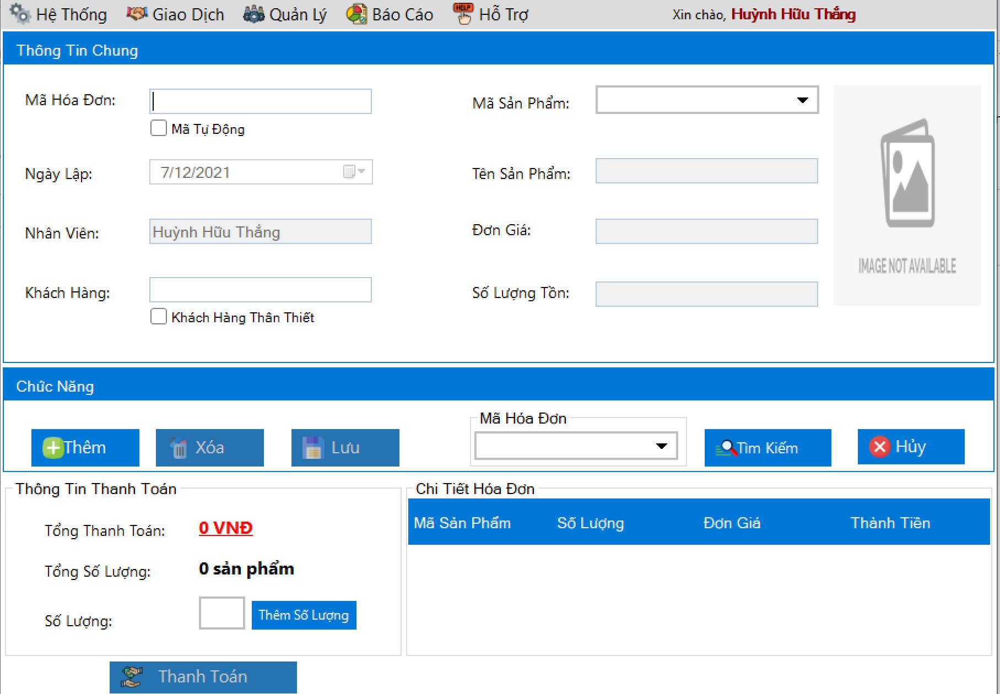 Hệ Thống Giao Dịch Quản Lý Báo Cáo HELP Hỗ Trợ Xin chào, Huỳnh Hữu Thắng
Thông Tin Chung
Mã Hóa Đơn:
Mã Tự Động
Ngày Lập: 7/12/2021
Nhân Viên: Huỳnh Hữu Thắng
Khách Hàng:
Khách Hàng Thân Thiết
Mã Sản Phẩm:
Tên Sản Phẩm:
Đơn Giá:
Số Lượng Tồn:
IMAGE NOT AVAILABLE
Chức Năng
Thêm Xóa Lưu
Mã Hóa Đơn
Tìm Kiếm Hủy
Thông Tin Thanh Toán
Tổng Thanh Toán: 0 VNĐ
Tổng Số Lượng: 0 sản phẩm
Số Lượng: Thêm Số Lượng
Thanh Toán
Chi Tiết Hóa Đơn
Mã Sản Phẩm Số Lượng Đơn Giá Thành Tiền